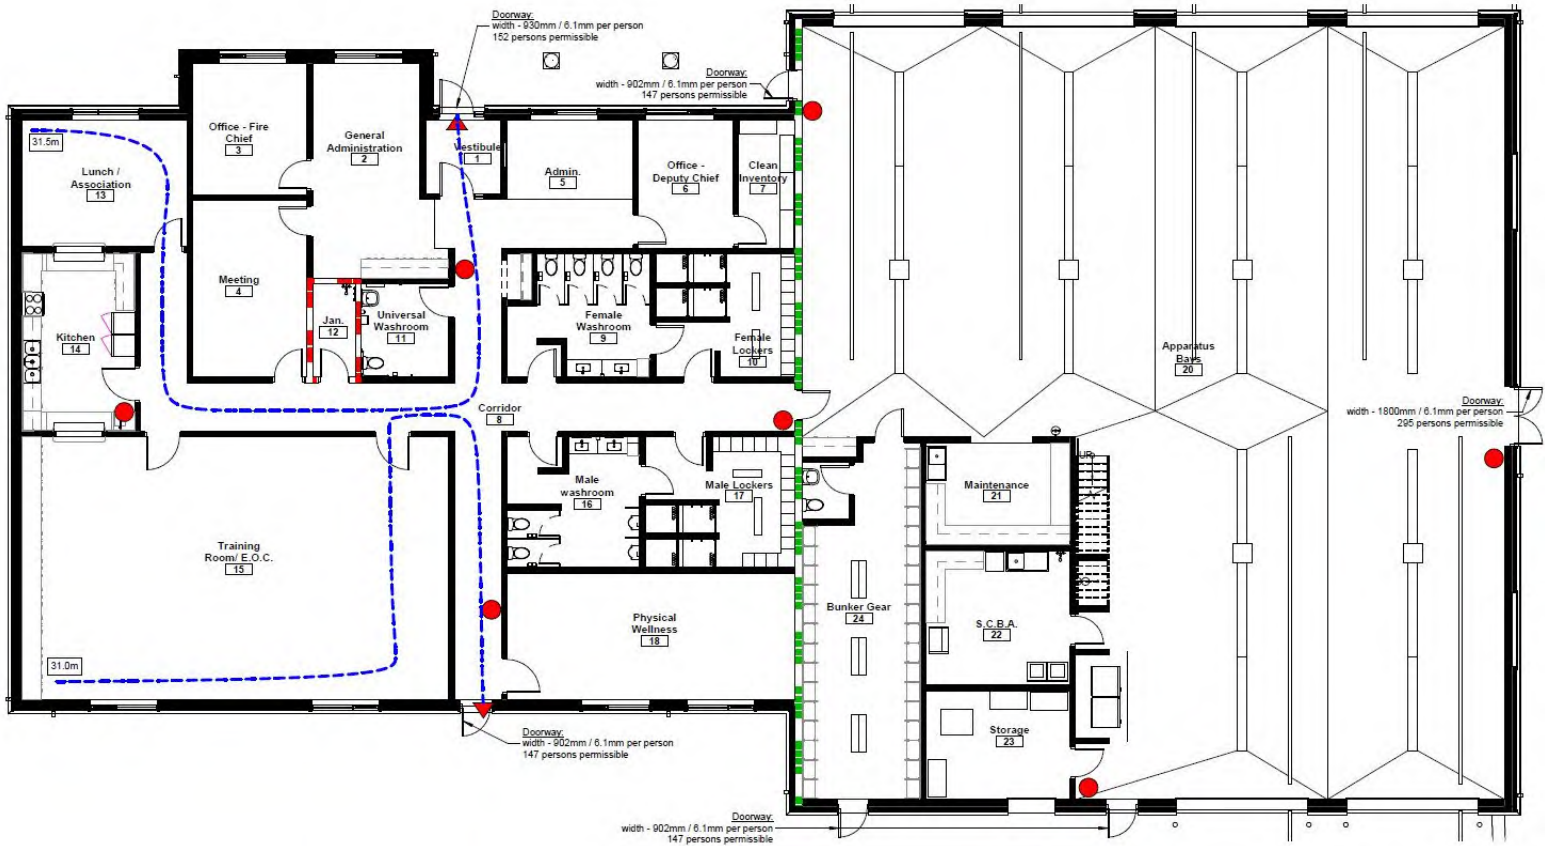 Doorway:
width - 930mm / 6.1mm per person
152 persons permissible
Doorway:
width - 902mm / 6.1mm per person
147 persons permissible
31.5m
Lunch /
Association
13
Office - Fire
Chief
3
General
Administration
2
Vestibule
1
Admin.
5
Office -
Deputy Chief
6
Clean
Inventory
7
Meeting
4
Jan.
12
Universal
Washroom
11
Female
Washroom
9
Female
Lockers
10
Kitchen
14
Apparatus
Bays
20
Corridor
8
Doorway:
width - 1800mm / 6.1mm per person
295 persons permissible
Male
washroom
16
Male Lockers
17
Maintenance
21
UP
Training
Room/ E.O.C.
15
Bunker Gear
24
S.C.B.A.
22
Physical
Wellness
18
31.0m
Storage
23
Doorway:
width - 902mm / 6.1mm per person
147 persons permissible
Doorway:
width - 902mm / 6.1mm per person
147 persons permissible